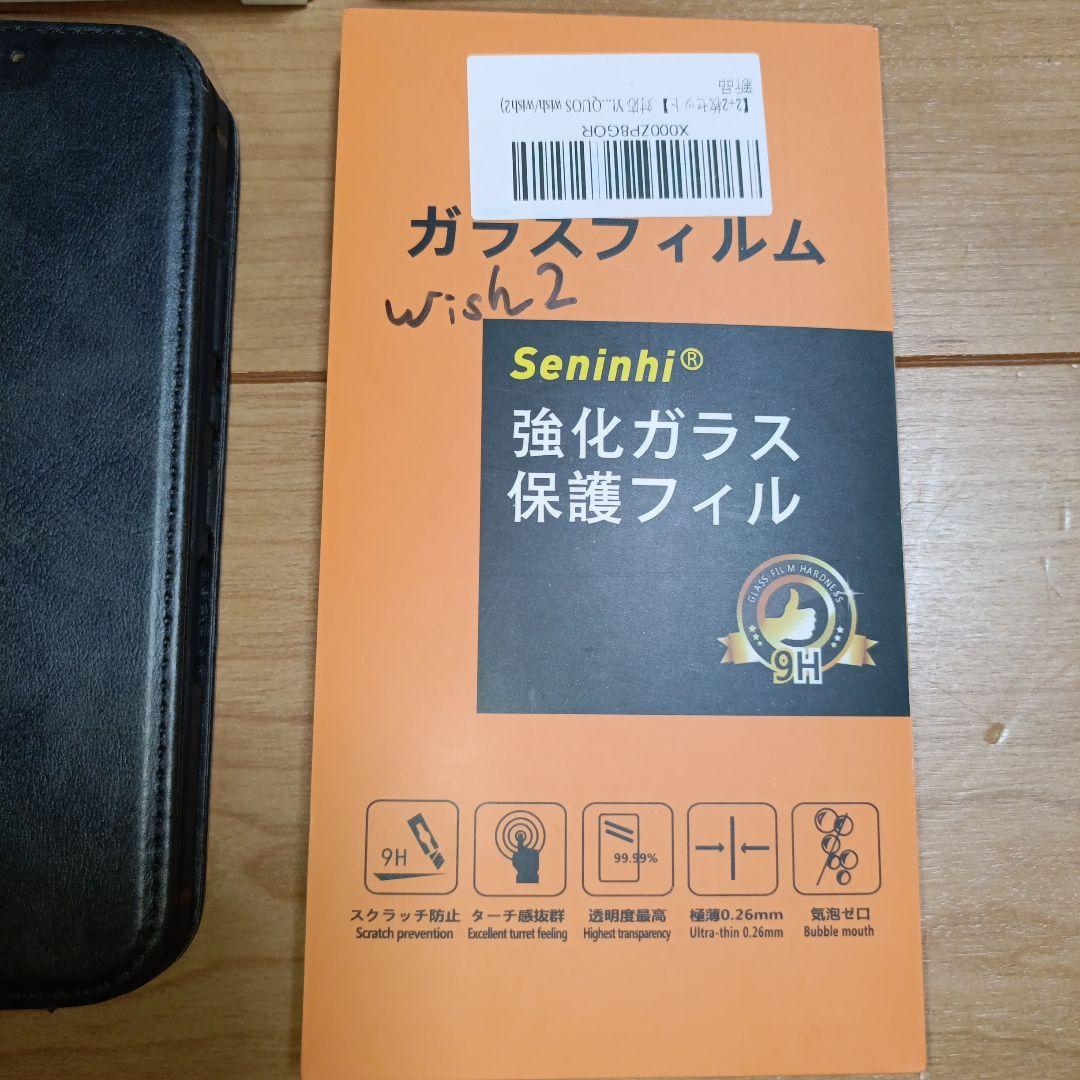 X000ZP8GOR
【2+2枚セット】 対応 Y!...QUOS wish/wish2)
新品
ガラスフィルム
wish2
Seninhi®
強化ガラス
保護フィル
GLASS FILM HARDNESS
9H
9H
99.99%
スクラッチ防止 ターチ感抜群 透明度最高 極薄0.26mm 気泡ゼロ
Scratch prevention Excellent turret feeling Highest transparency Ultra-thin 0.26mm Bubble mouth